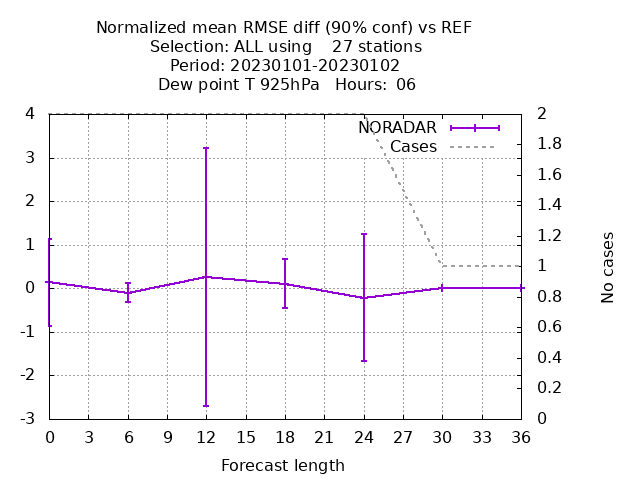 Normalized mean RMSE diff (90% conf) vs REF
Selection: ALL using    27 stations
Period: 20230101-20230102
Dew point T 925hPa   Hours:  06
NORADAR
Cases
4
3
2
1
0
-1
-2
-3
2
1.8
1.6
1.4
1.2
1
0.8
0.6
0.4
0.2
0
No cases
0 3 6 9 12 15 18 21 24 27 30 33 36
Forecast length